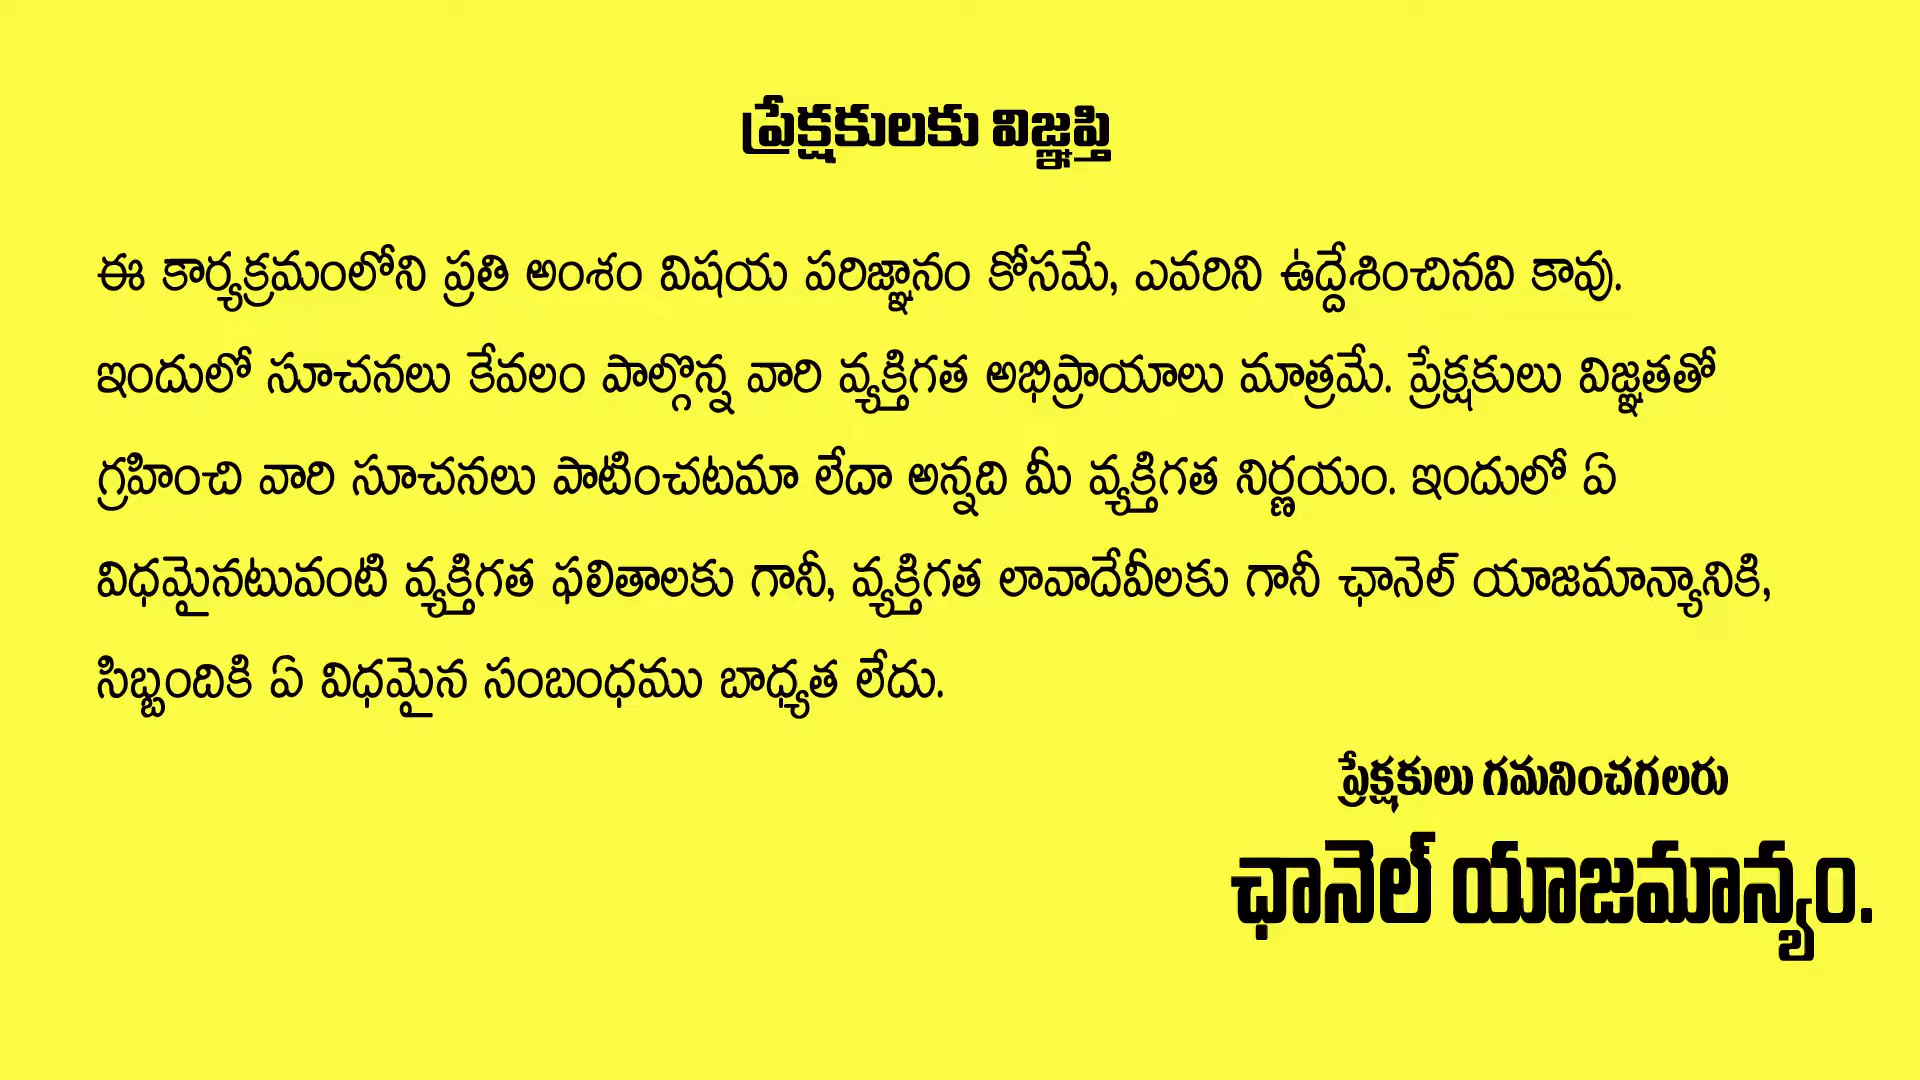 ప్రేక్షకులకు విజ్ఞప్తి
ఈ కార్యక్రమంలోని ప్రతి అంశం విషయ పరిజ్ఞానం కోసమే, ఎవరిని ఉద్దేశించినవి కావు.
ఇందులో సూచనలు కేవలం పాల్గొన్న వారి వ్యక్తిగత అభిప్రాయాలు మాత్రమే. ప్రేక్షకులు విజ్ఞతతో
గ్రహించి వారి సూచనలు పాటించటమా లేదా అన్నది మీ వ్యక్తిగత నిర్ణయం. ఇందులో ఏ
విధమైనటువంటి వ్యక్తిగత ఫలితాలకు గానీ, వ్యక్తిగత లావాదేవీలకు గానీ ఛానెల్ యాజమాన్యానికి,
సిబ్బందికి ఏ విధమైన సంబంధము బాధ్యత లేదు.
ప్రేక్షకులు గమనించగలరు
ఛానెల్ యాజమాన్యం.